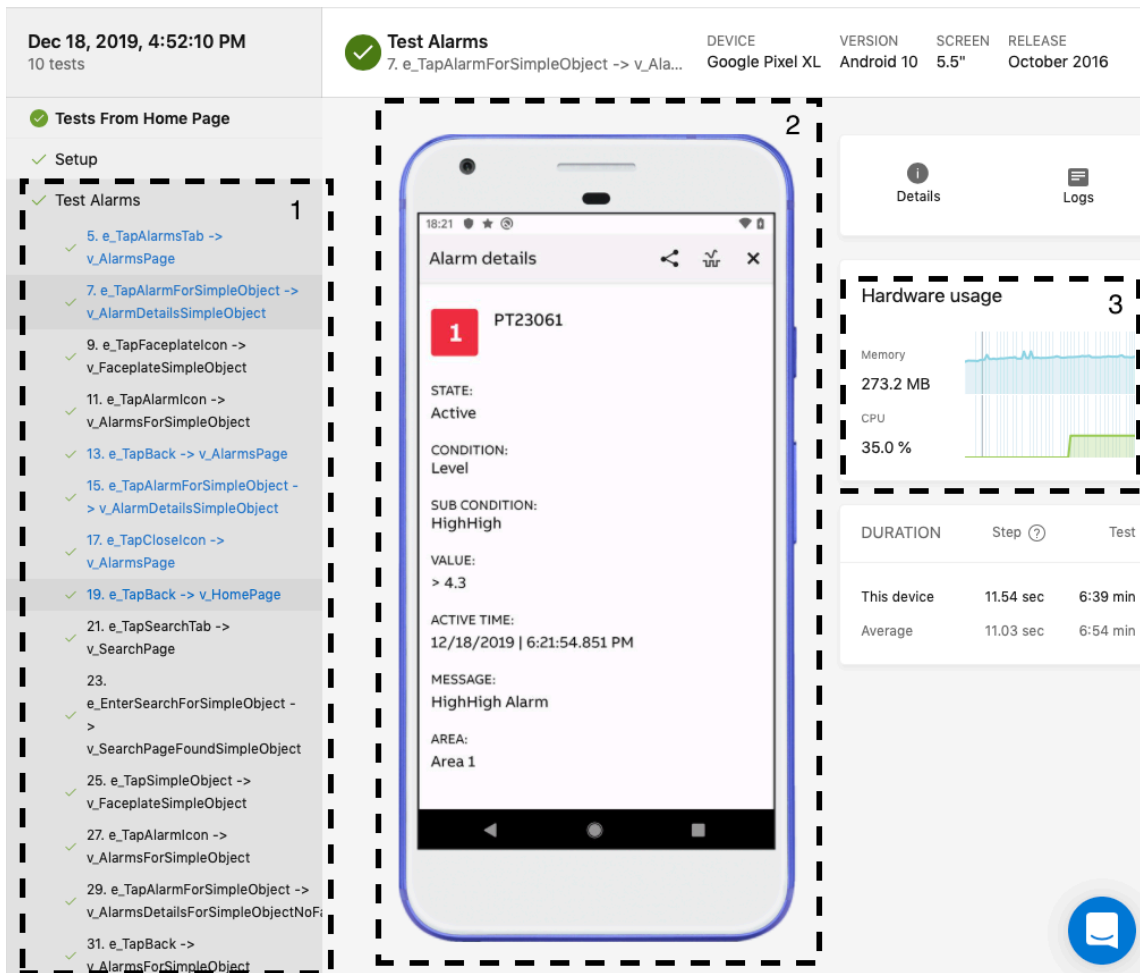 Dec 18, 2019, 4:52:10 PM
10 tests
Test Alarms
7. e_TapAlarmForSimpleObject -> v_Ala...
DEVICE
Google Pixel XL
VERSION
Android 10
SCREEN
5.5"
RELEASE
October 2016
Tests From Home Page
Setup
Test Alarms
1
5. e_TapAlarmsTab ->
v_AlarmsPage
7. e_TapAlarmForSimpleObject ->
v_AlarmDetailsSimpleObject
9. e_TapFaceplateIcon ->
v_FaceplateSimpleObject
11. e_TapAlarmIcon ->
v_AlarmsForSimpleObject
13. e_TapBack -> v_AlarmsPage
15. e_TapAlarmForSimpleObject -
> v_AlarmDetailsSimpleObject
17. e_TapCloseIcon ->
v_AlarmsPage
19. e_TapBack -> v_HomePage
21. e_TapSearchTab ->
v_SearchPage
23.
e_EnterSearchForSimpleObject -
>
v_SearchPageFoundSimpleObject
25. e_TapSimpleObject ->
v_FaceplateSimpleObject
27. e_TapAlarmIcon ->
v_AlarmsForSimpleObject
29. e_TapAlarmForSimpleObject ->
v_AlarmsDetailsForSimpleObjectNoFa
31. e_TapBack ->
v_AlarmsForSimpleObject
2
18:21
Alarm details
1
PT23061
STATE:
Active
CONDITION:
Level
SUB CONDITION:
HighHigh
VALUE:
> 4.3
ACTIVE TIME:
12/18/2019 | 6:21:54.851 PM
MESSAGE:
HighHigh Alarm
AREA:
Area 1
Details
Logs
Hardware usage
3
Memory
273.2 MB
CPU
35.0 %
DURATION Step ? Test
This device 11.54 sec 6:39 min
Average 11.03 sec 6:54 min